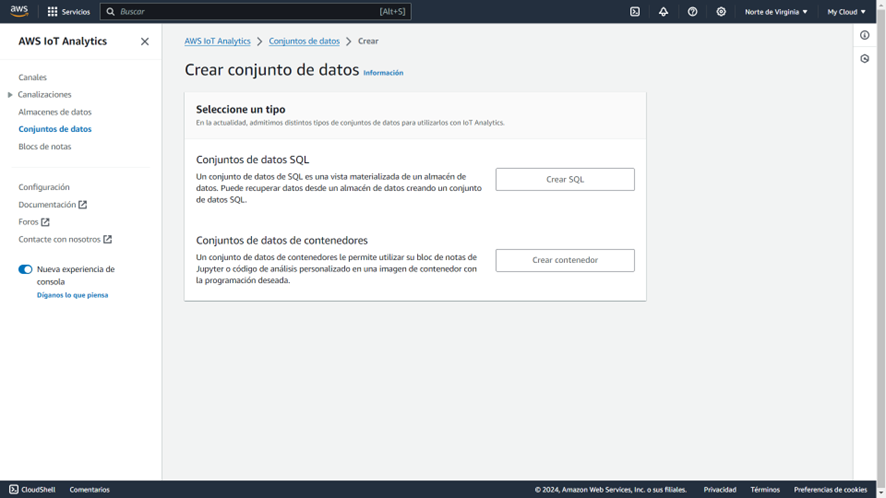 aws
Servicios
Buscar
[Alt+S]
Norte de Virginia
My Cloud
AWS IoT Analytics
Canales
Canalizaciones
Almacenes de datos
Conjuntos de datos
Blocs de notas
Configuración
Documentación
Foros
Contacte con nosotros
Nueva experiencia de
consola
Díganos lo que piensa
AWS IoT Analytics > Conjuntos de datos > Crear
Crear conjunto de datos Información
Seleccione un tipo
En la actualidad, admitimos distintos tipos de conjuntos de datos para utilizarlos con IoT Analytics.
Conjuntos de datos SQL
Un conjunto de datos de SQL es una vista materializada de un almacén de
datos. Puede recuperar datos desde un almacén de datos creando un conjunto
de datos SQL.
Crear SQL
Conjuntos de datos de contenedores
Un conjunto de datos de contenedores le permite utilizar su bloc de notas de
Jupyter o código de análisis personalizado en una imagen de contenedor con
la programación deseada.
Crear contenedor
CloudShell
Comentarios
© 2024, Amazon Web Services, Inc. o sus filiales.
Privacidad
Términos
Preferencias de cookies